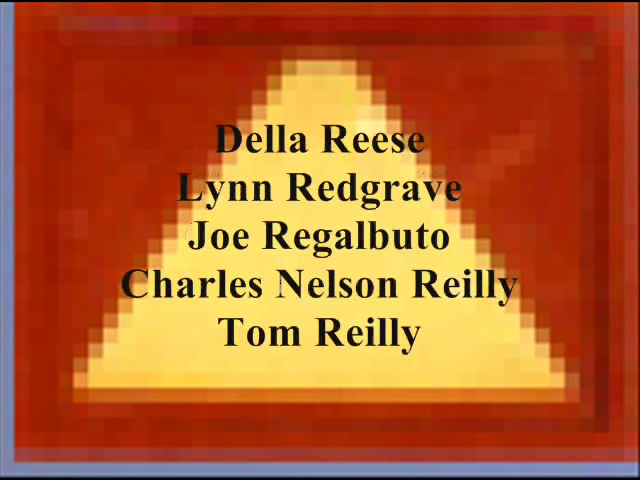 Della Reese
Lynn Redgrave
Joe Regalbuto
Charles Nelson Reilly
Tom Reilly